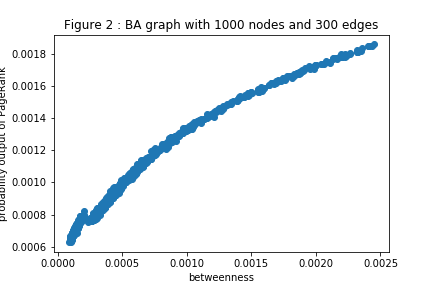 Figure 2 : BA graph with 1000 nodes and 300 edges
probability output of PageRank
0.0018
0.0016
0.0014
0.0012
0.0010
0.0008
0.0006
0.0000 0.0005 0.0010 0.0015 0.0020 0.0025
betweenness